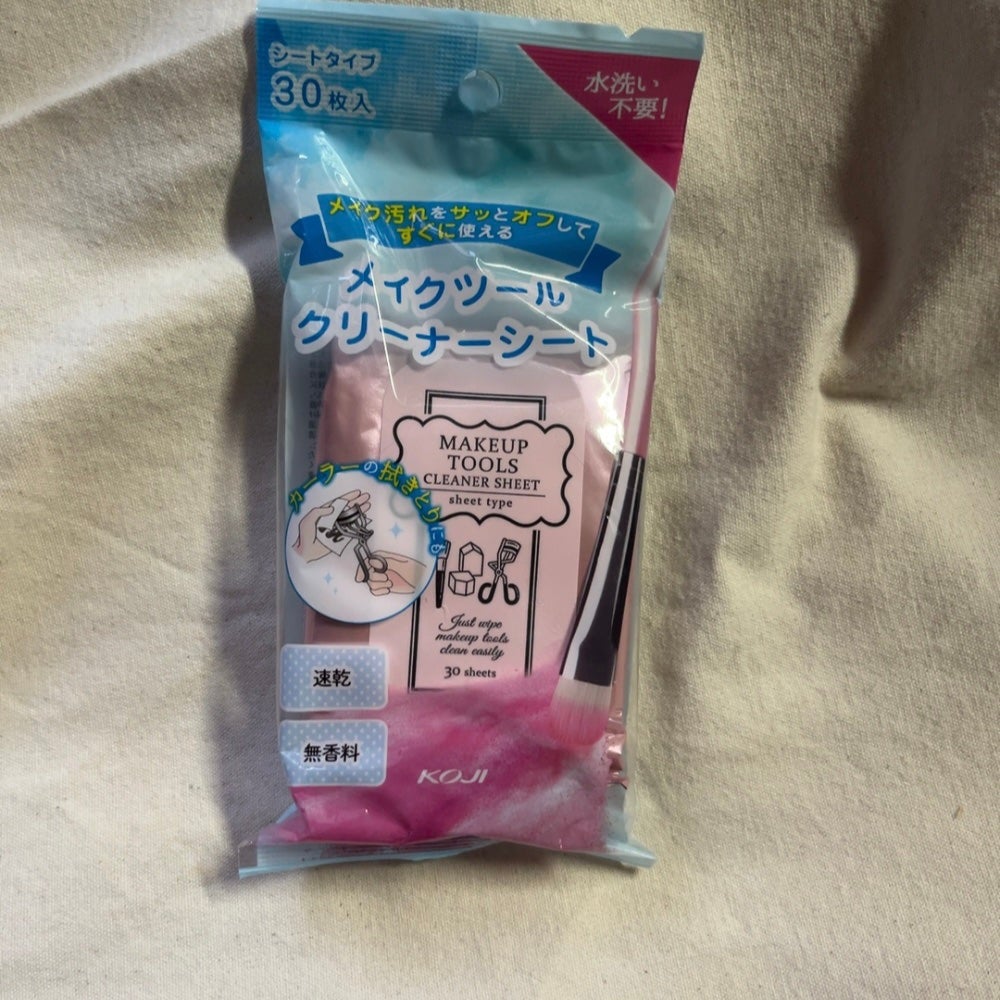 シートタイプ
30枚入
水洗い
不要!
メイク汚れをサッとオフして
すぐに使える
メイクツール
クリーナーシート
MAKEUP
TOOLS
CLEANER SHEET
sheet type
カーラーの拭きとりにも
Just wipe
makeup tools
clean easily
30 sheets
速乾
無香料
KOJI